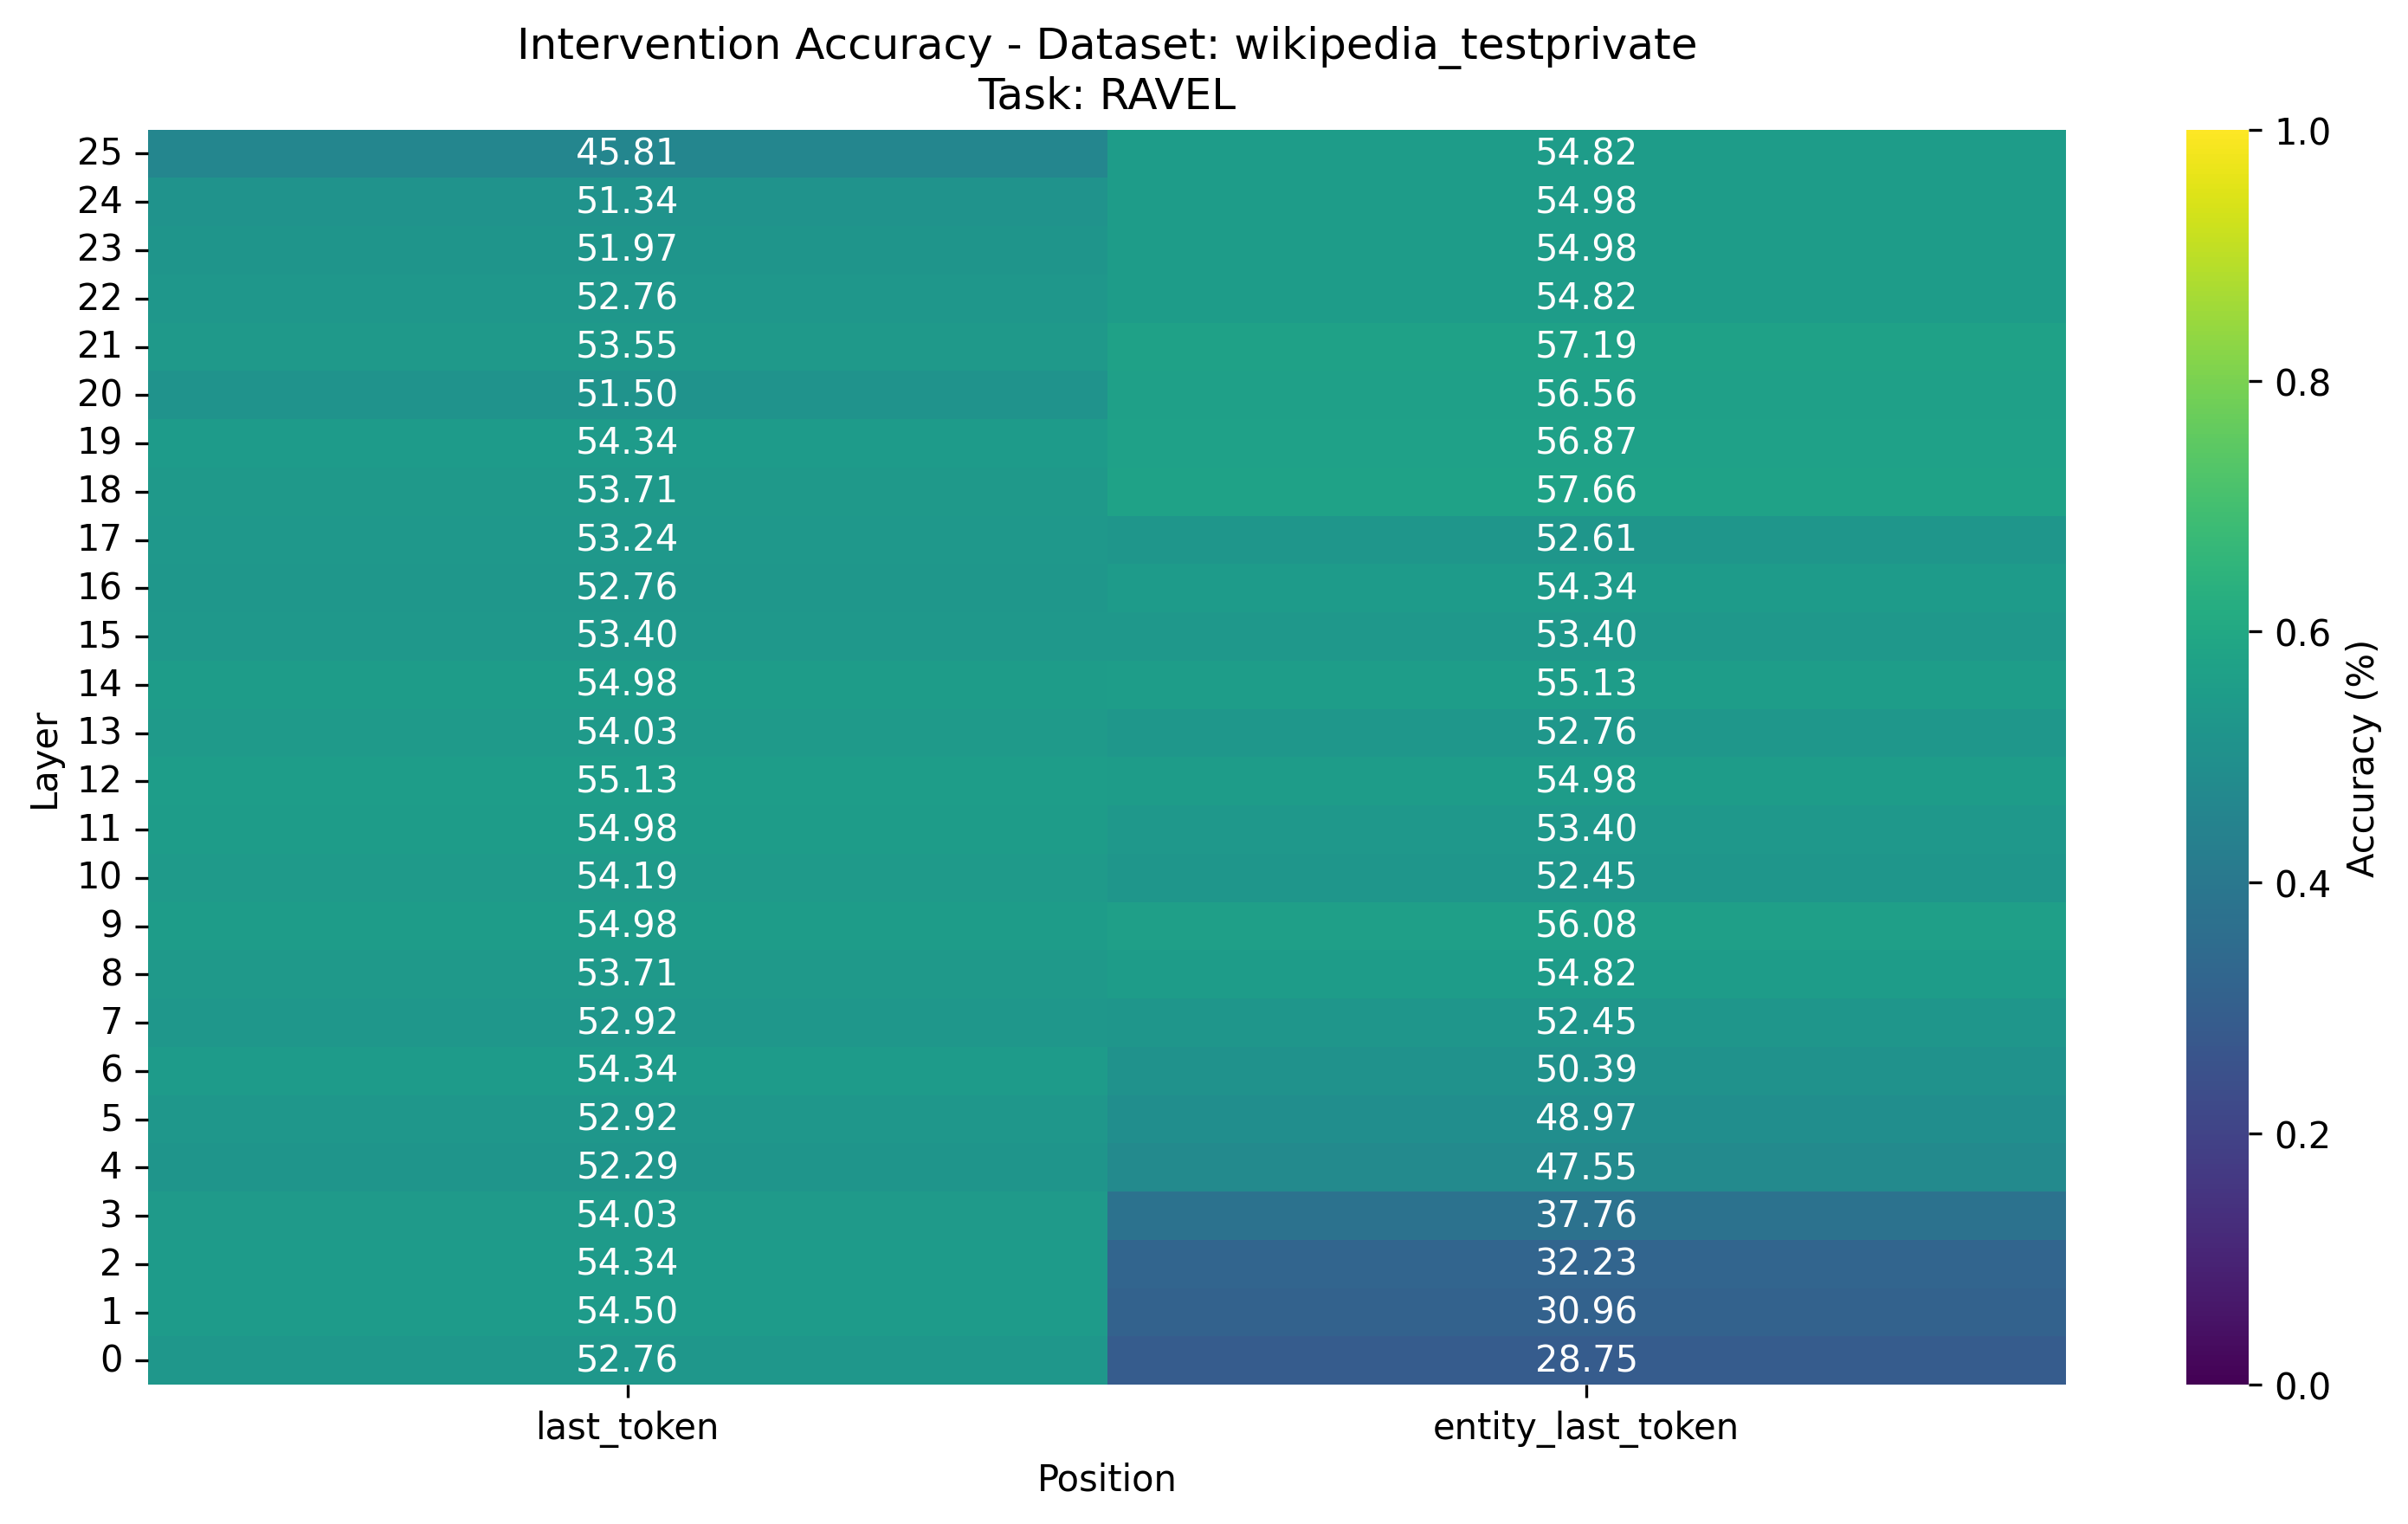 Intervention Accuracy - Dataset: wikipedia_testprivate
Task: RAVEL
25 45.81 54.82 1.0
24 51.34 54.98
23 51.97 54.98
22 52.76 54.82
21 53.55 57.19
20 51.50 56.56 0.8
19 54.34 56.87
18 53.71 57.66
17 53.24 52.61
16 52.76 54.34
15 53.40 53.40 0.6
14 54.98 55.13
13 54.03 52.76
12 55.13 54.98
11 54.98 53.40
10 54.19 52.45 0.4
9 54.98 56.08
8 53.71 54.82
7 52.92 52.45
6 54.34 50.39
5 52.92 48.97 0.2
4 52.29 47.55
3 54.03 37.76
2 54.34 32.23
1 54.50 30.96
0 52.76 28.75 0.0
Layer
Accuracy (%)
last_token entity_last_token
Position